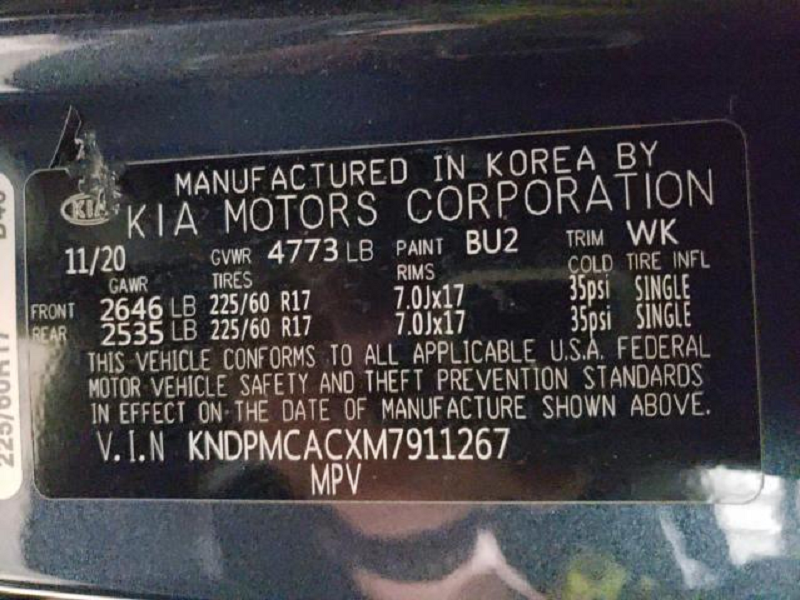 MANUFACTURED IN KOREA BY
KIA
KIA MOTORS CORPORATION
11/20 GVWR 4773 LB PAINT BU2 TRIM WK
GAWR TIRES RIMS COLD TIRE INFL
FRONT 2646 LB 225/60 R17 7.0Jx17 35psi SINGLE
REAR 2535 LB 225/60 R17 7.0Jx17 35psi SINGLE
THIS VEHICLE CONFORMS TO ALL APPLICABLE U.S.A. FEDERAL
MOTOR VEHICLE SAFETY AND THEFT PREVENTION STANDARDS
IN EFFECT ON THE DATE OF MANUFACTURE SHOWN ABOVE.
V.I.N KNDPMCACXM7911267
MPV
225/60R17